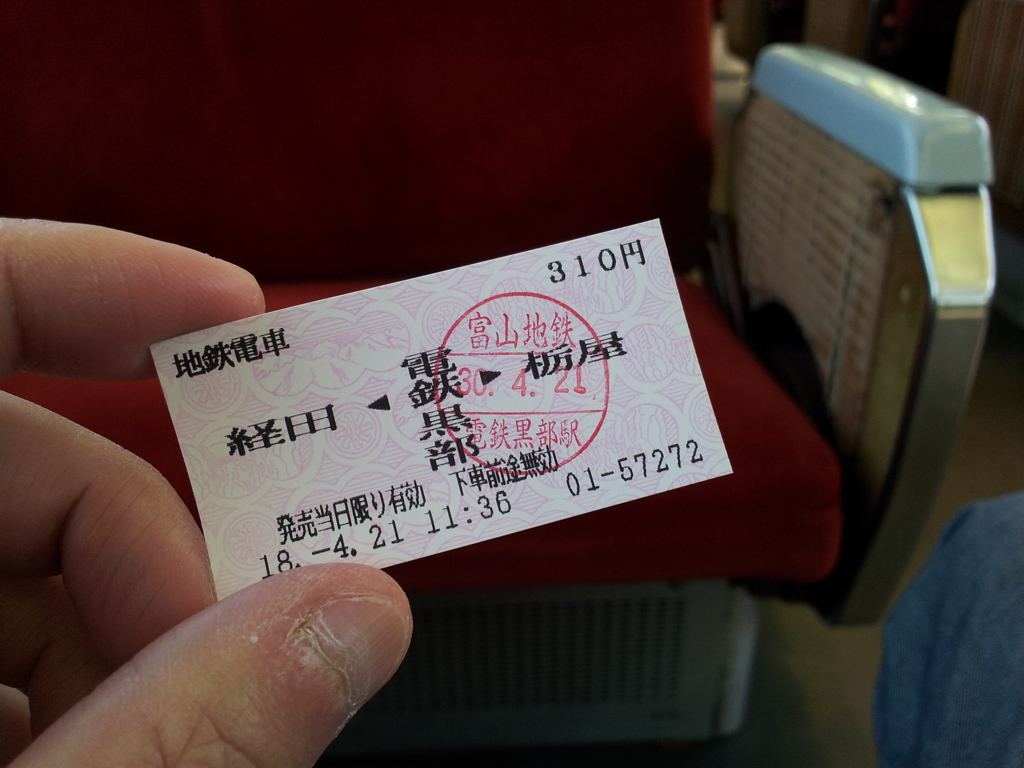 310円
地鉄電車
経田 ◀ 電鉄黒部 ▶ 栃屋
富山地鉄
30. 4. 21
電鉄黒部駅
発売当日限り有効 下車前途無効
18.-4.21 11:36 01-57272